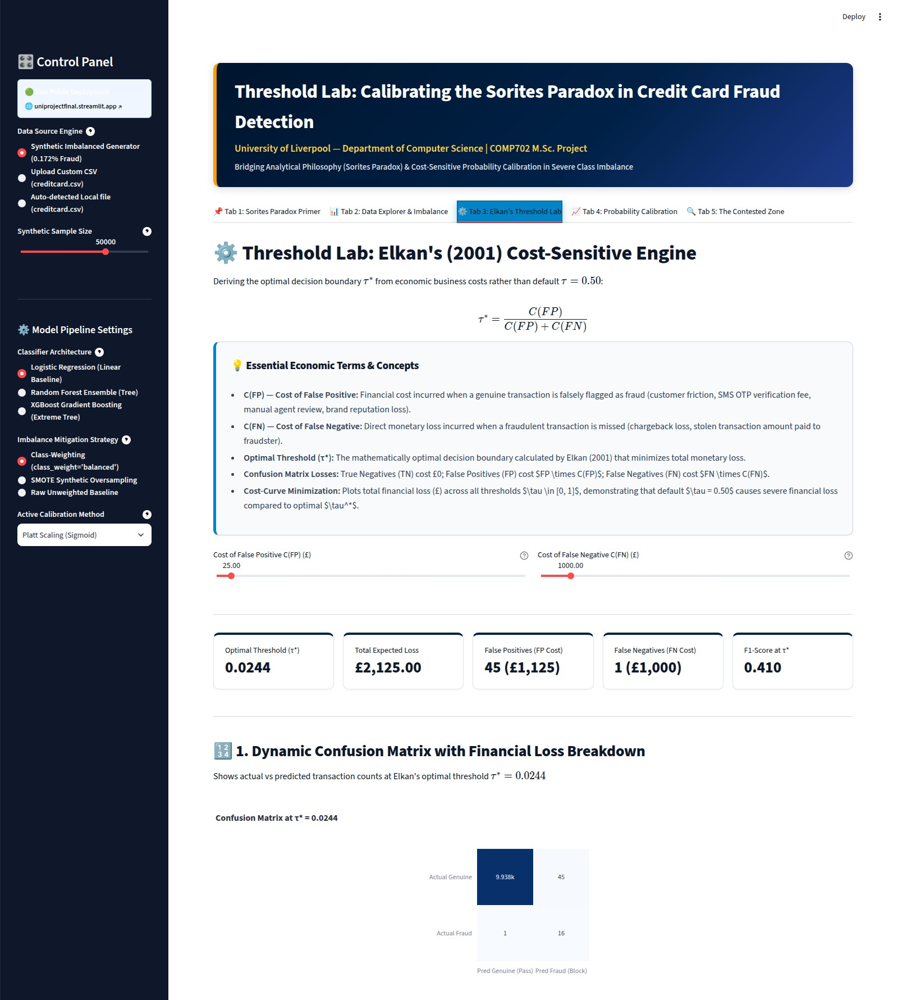 Deploy
🎛️ Control Panel
🟢 Live Public Deployment
🌐 uniprojectfinal.streamlit.app ↗
Data Source Engine
Synthetic Imbalanced Generator
(0.172% Fraud)
Upload Custom CSV
(creditcard.csv)
Auto-detected Local file
(creditcard.csv)
Synthetic Sample Size
50000
⚙️ Model Pipeline Settings
Classifier Architecture
Logistic Regression (Linear
Baseline)
Random Forest Ensemble (Tree)
XGBoost Gradient Boosting
(Extreme Tree)
Imbalance Mitigation Strategy
Class-Weighting
(class_weight='balanced')
SMOTE Synthetic Oversampling
Raw Unweighted Baseline
Active Calibration Method
Platt Scaling (Sigmoid)
Threshold Lab: Calibrating the Sorites Paradox in Credit Card Fraud
Detection
University of Liverpool — Department of Computer Science | COMP702 M.Sc. Project
Bridging Analytical Philosophy (Sorites Paradox) & Cost-Sensitive Probability Calibration in Severe Class Imbalance
📌 Tab 1: Sorites Paradox Primer
📊 Tab 2: Data Explorer & Imbalance
⚙️ Tab 3: Elkan's Threshold Lab
📈 Tab 4: Probability Calibration
🔍 Tab 5: The Contested Zone
⚙️ Threshold Lab: Elkan's (2001) Cost-Sensitive Engine
Deriving the optimal decision boundary τ* from economic business costs rather than default τ = 0.50:
τ* = C(FP) / C(FP) + C(FN)
💡 Essential Economic Terms & Concepts
• C(FP) — Cost of False Positive: Financial cost incurred when a genuine transaction is falsely flagged as fraud (customer friction, SMS OTP verification fee,
manual agent review, brand reputation loss).
• C(FN) — Cost of False Negative: Direct monetary loss incurred when a fraudulent transaction is missed (chargeback loss, stolen transaction amount paid to
fraudster).
• Optimal Threshold (τ*): The mathematically optimal decision boundary calculated by Elkan (2001) that minimizes total monetary loss.
• Confusion Matrix Losses: True Negatives (TN) cost £0; False Positives (FP) cost $FP \times C(FP)$; False Negatives (FN) cost $FN \times C(FN)$.
• Cost-Curve Minimization: Plots total financial loss (£) across all thresholds $\tau \in [0, 1]$, demonstrating that default $\tau = 0.50$ causes severe financial loss
compared to optimal $\tau^*$.
Cost of False Positive C(FP) (£)
25.00
Cost of False Negative C(FN) (£)
1000.00
Optimal Threshold (τ*)
0.0244
Total Expected Loss
£2,125.00
False Positives (FP Cost)
45 (£1,125)
False Negatives (FN Cost)
1 (£1,000)
F1-Score at τ*
0.410
🔢 1. Dynamic Confusion Matrix with Financial Loss Breakdown
Shows actual vs predicted transaction counts at Elkan's optimal threshold τ* = 0.0244
Confusion Matrix at τ* = 0.0244
Actual Genuine 9.938k 45
Actual Fraud 1 16
Pred Genuine (Pass) Pred Fraud (Block)